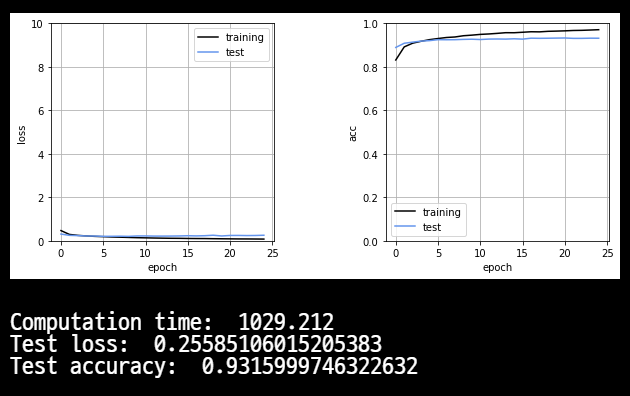 10
8
6
4
2
0
loss
0 5 10 15 20 25
epoch
training
test
1.0
0.8
0.6
0.4
0.2
0.0
acc
0 5 10 15 20 25
epoch
training
test
Computation time:  1029.212
Test loss:  0.25585106015205383
Test accuracy:  0.9315999746322632